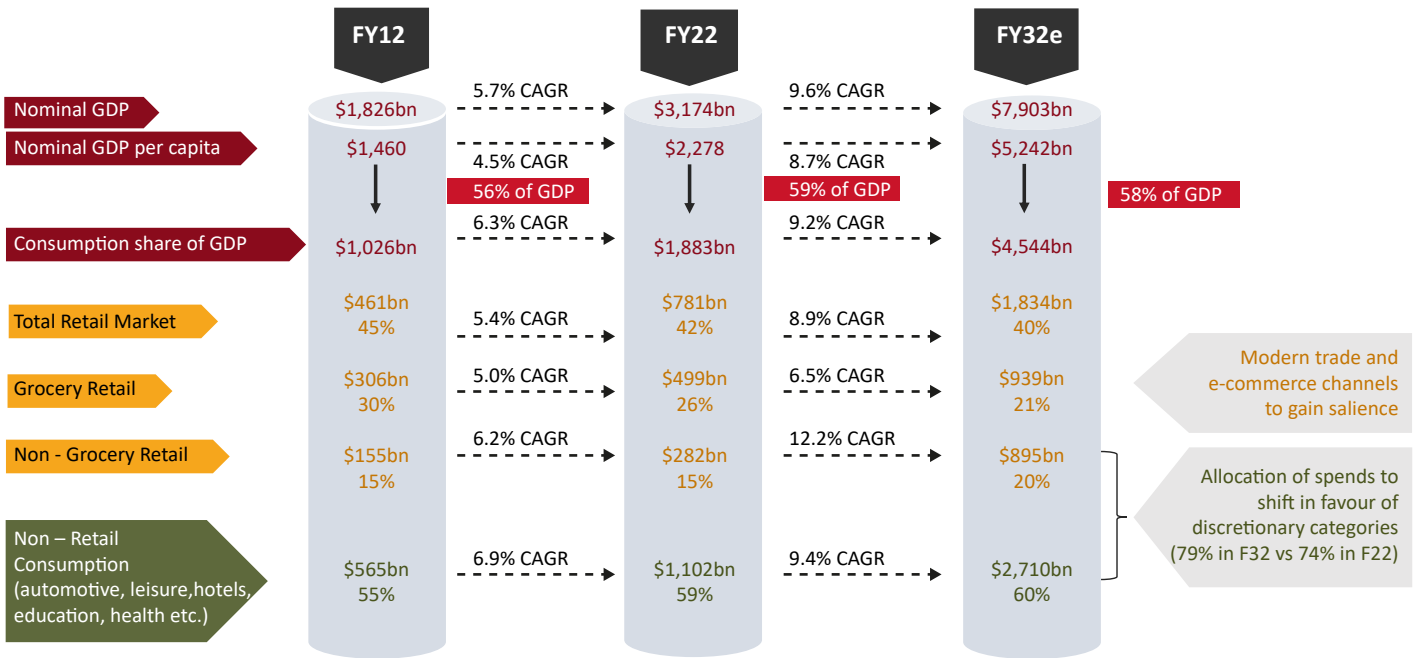 FY12
FY22
FY32e
Nominal GDP
$1,826bn
5.7% CAGR
$3,174bn
9.6% CAGR
$7,903bn
Nominal GDP per capita
$1,460
4.5% CAGR
$2,278
8.7% CAGR
$5,242bn
56% of GDP
59% of GDP
58% of GDP
Consumption share of GDP
$1,026bn
6.3% CAGR
$1,883bn
9.2% CAGR
$4,544bn
Total Retail Market
$461bn
45%
5.4% CAGR
$781bn
42%
8.9% CAGR
$1,834bn
40%
Grocery Retail
$306bn
30%
5.0% CAGR
$499bn
26%
6.5% CAGR
$939bn
21%
Modern trade and
e-commerce channels
to gain salience
Non - Grocery Retail
$155bn
15%
6.2% CAGR
$282bn
15%
12.2% CAGR
$895bn
20%
Allocation of spends to
shift in favour of
discretionary categories
(79% in F32 vs 74% in F22)
Non – Retail
Consumption
(automotive, leisure,hotels,
education, health etc.)
$565bn
55%
6.9% CAGR
$1,102bn
59%
9.4% CAGR
$2,710bn
60%